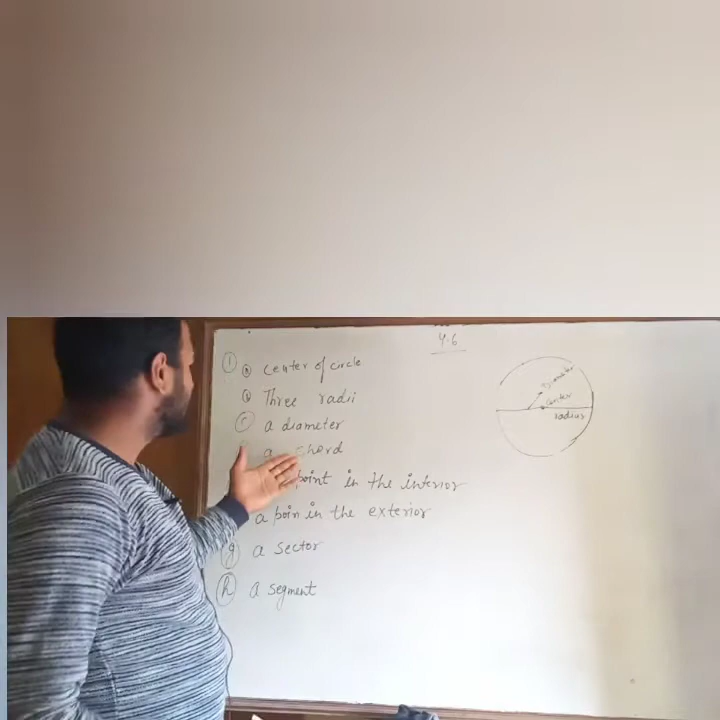 4.6
① ⓐ center of circle
ⓑ Three radii
ⓒ a diameter
a chord
point in the interior
a poin in the exterior
ⓖ a sector
ⓗ a segment
Diameter
center
radius